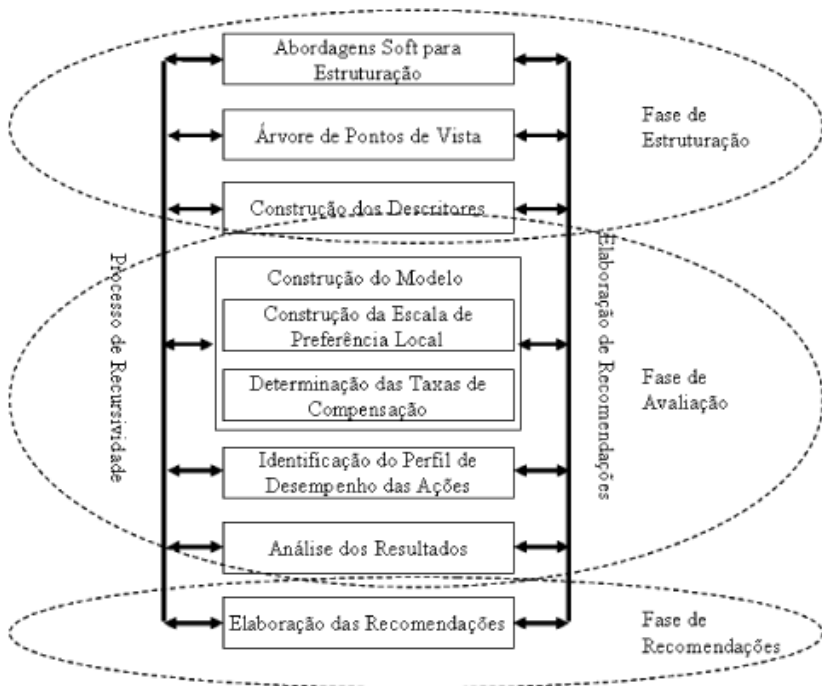 Abordagens Soft para
Estruturação
Árvore de Pontos de Vista
Fase de
Estruturação
Construção dos Descritores
Processo de Recursividade
Elaboração de Recomendações
Construção do Modelo
Construção da Escala de
Preferência Local
Determinação das Taxas de
Compensação
Fase de
Avaliação
Identificação do Perfil de
Desempenho das Ações
Análise dos Resultados
Elaboração das Recomendações
Fase de
Recomendações